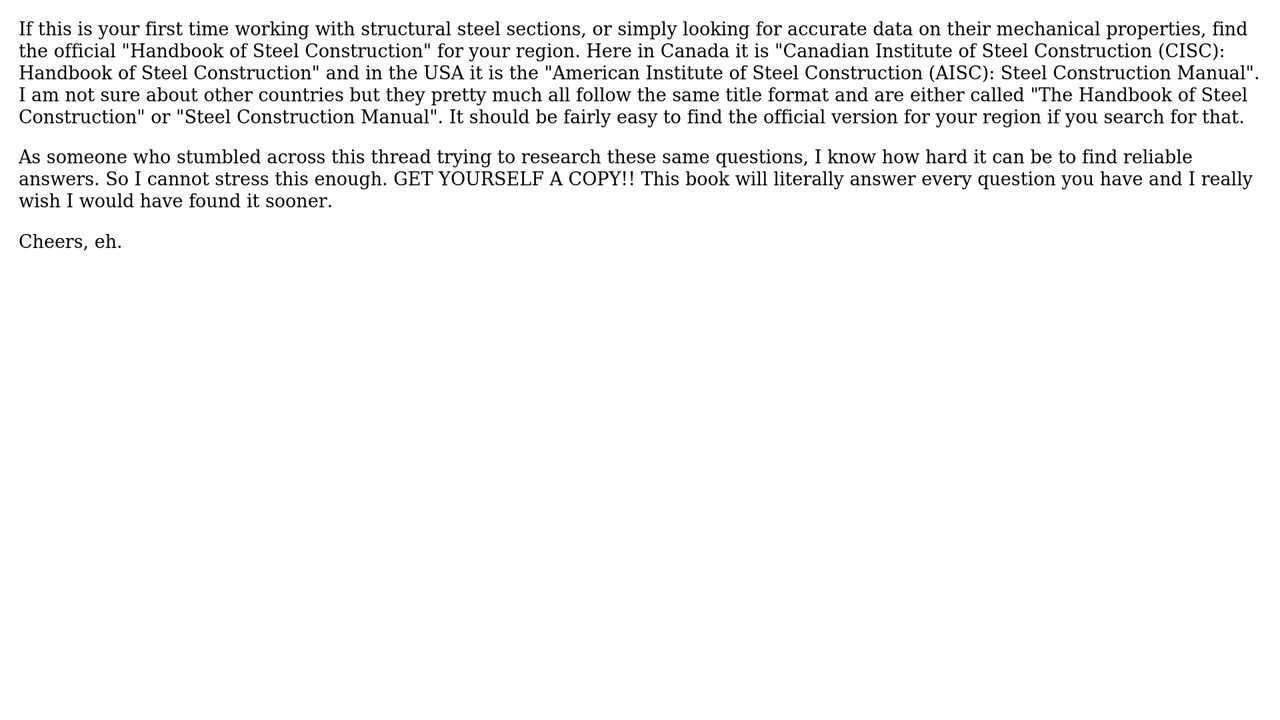 If this is your first time working with structural steel sections, or simply looking for accurate data on their mechanical properties, find
the official "Handbook of Steel Construction" for your region. Here in Canada it is "Canadian Institute of Steel Construction (CISC):
Handbook of Steel Construction" and in the USA it is the "American Institute of Steel Construction (AISC): Steel Construction Manual".
I am not sure about other countries but they pretty much all follow the same title format and are either called "The Handbook of Steel
Construction" or "Steel Construction Manual". It should be fairly easy to find the official version for your region if you search for that.
As someone who stumbled across this thread trying to research these same questions, I know how hard it can be to find reliable
answers. So I cannot stress this enough. GET YOURSELF A COPY!! This book will literally answer every question you have and I really
wish I would have found it sooner.
Cheers, eh.